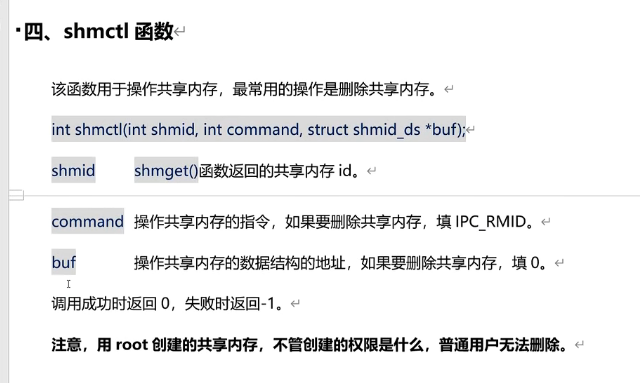 四、shmctl 函数
该函数用于操作共享内存，最常用的操作是删除共享内存。
int shmctl(int shmid, int command, struct shmid_ds *buf);
shmid shmget()函数返回的共享内存 id。
command 操作共享内存的指令，如果要删除共享内存，填 IPC_RMID。
buf 操作共享内存的数据结构的地址，如果要删除共享内存，填 0。
调用成功时返回 0，失败时返回-1。
注意，用 root 创建的共享内存，不管创建的权限是什么，普通用户无法删除。